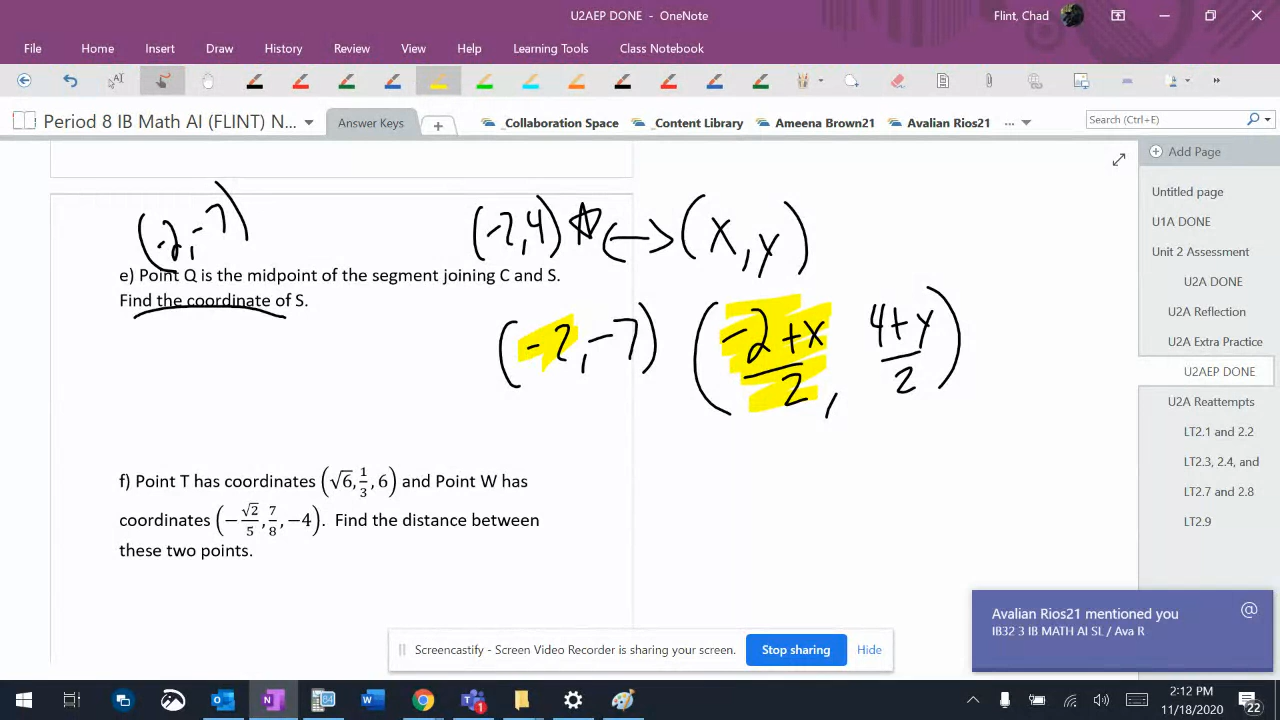 U2AEP DONE - OneNote
Flint, Chad
File Home Insert Draw History Review View Help Learning Tools Class Notebook
Period 8 IB Math AI (FLINT) N...
Answer Keys
_Collaboration Space
_Content Library
Ameena Brown21
Avalian Rios21
...
Search (Ctrl+E)
Add Page
Untitled page
U1A DONE
Unit 2 Assessment
U2A DONE
U2A Reflection
U2A Extra Practice
U2AEP DONE
U2A Reattempts
LT2.1 and 2.2
LT2.3, 2.4, and
LT2.7 and 2.8
LT2.9
(-2,-7)
(-2,4) ☆ ↔ (x,y)
e) Point Q is the midpoint of the segment joining C and S.
Find the coordinate of S.
(-2,-7) (-2+x/2, 4+y/2)
f) Point T has coordinates (√6, 1/3, 6) and Point W has
coordinates (-√2/5, 7/8, -4). Find the distance between
these two points.
Avalian Rios21 mentioned you
@
IB32 3 IB MATH AI SL / Ava R
Screencastify - Screen Video Recorder is sharing your screen.
Stop sharing
Hide
84
1
2:12 PM
11/18/2020
22